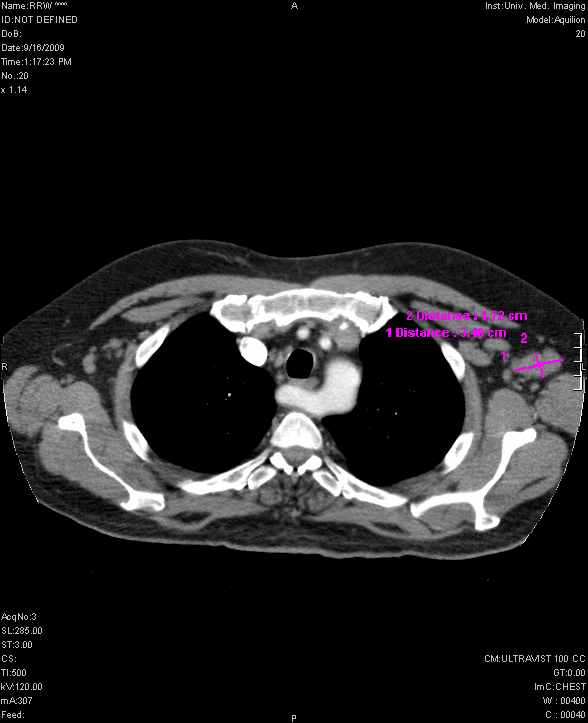 Name:RRW ****
ID:NOT DEFINED
DoB:
Date:9/16/2009
Time:1:17:23 PM
No.:20
x 1.14
A
Inst:Univ. Med. Imaging
Model:Aquilion
20
2 Distance : cm
1 Distance : 3.40 cm
2
1
R
L
AcqNo:3
SL:285.00
ST:3.00
CS:
TI:500
kV:120.00
mA:307
Feed:
P
CM:ULTRAVIST 100 CC
GT:0.00
ImC:CHEST
W : 00400
C : 00040